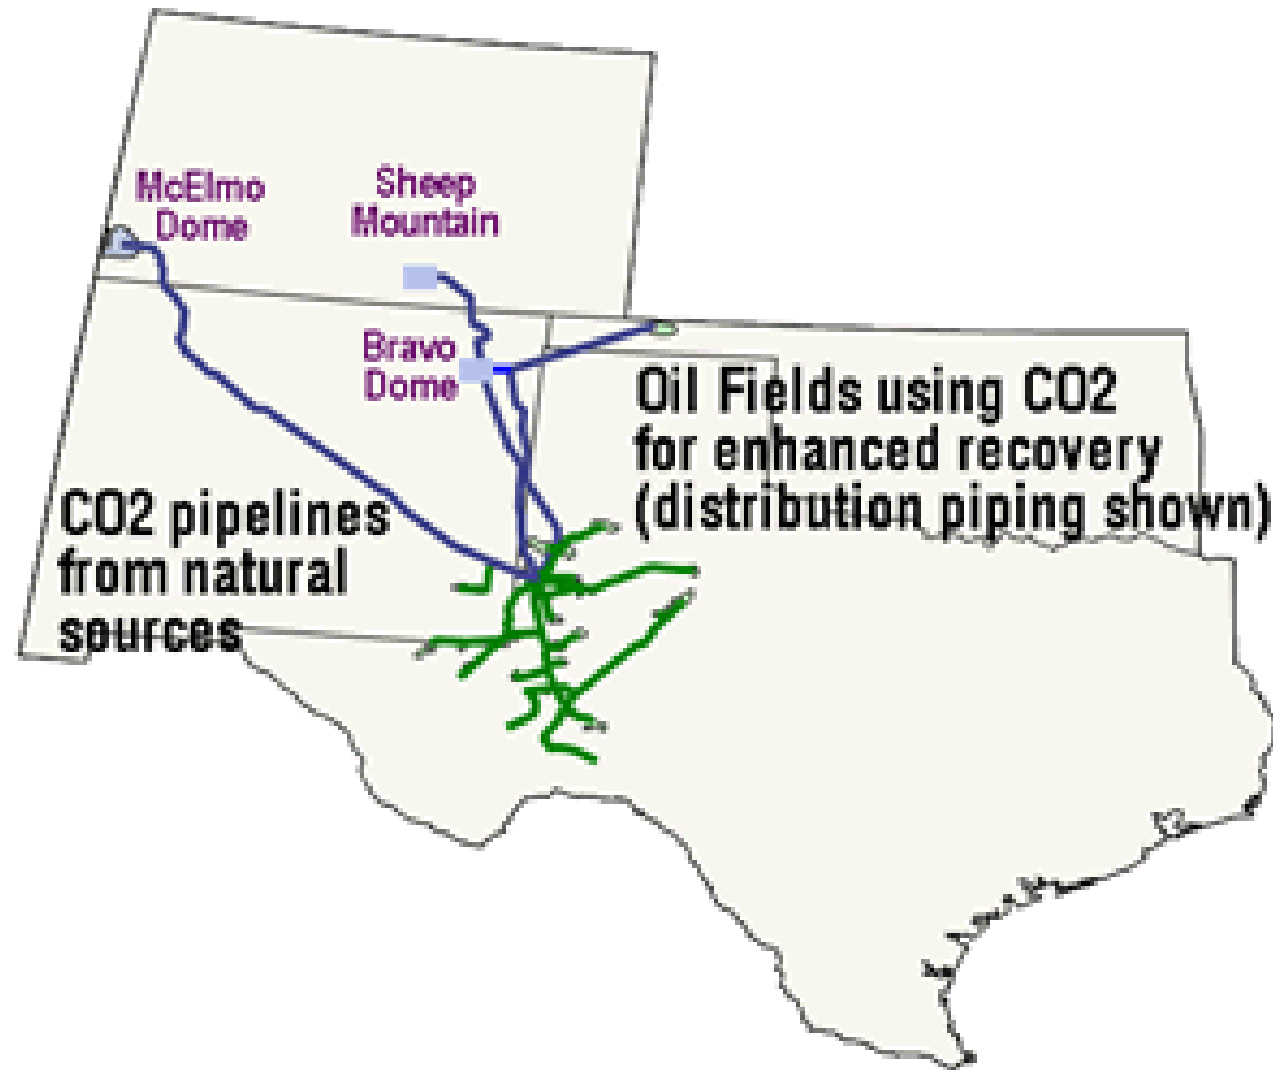 McElmo
Dome
Sheep
Mountain
Bravo
Dome
Oil Fields using CO2
for enhanced recovery
(distribution piping shown)
CO2 pipelines
from natural
sources